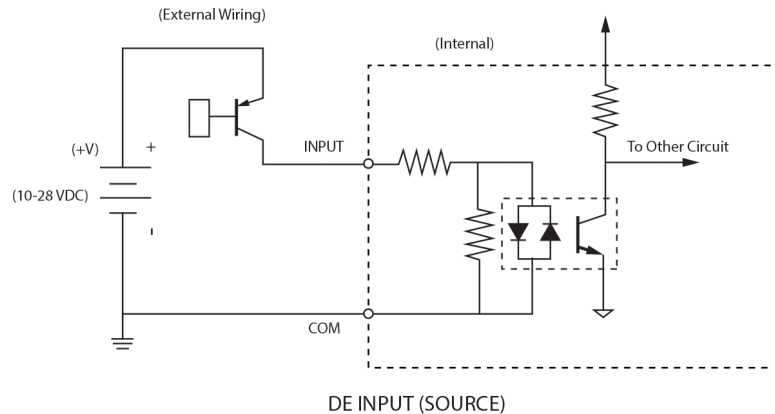 (External Wiring)
(Internal)
INPUT
To Other Circuit
(+V)
+
(10-28 VDC)
-
COM
DE INPUT (SOURCE)